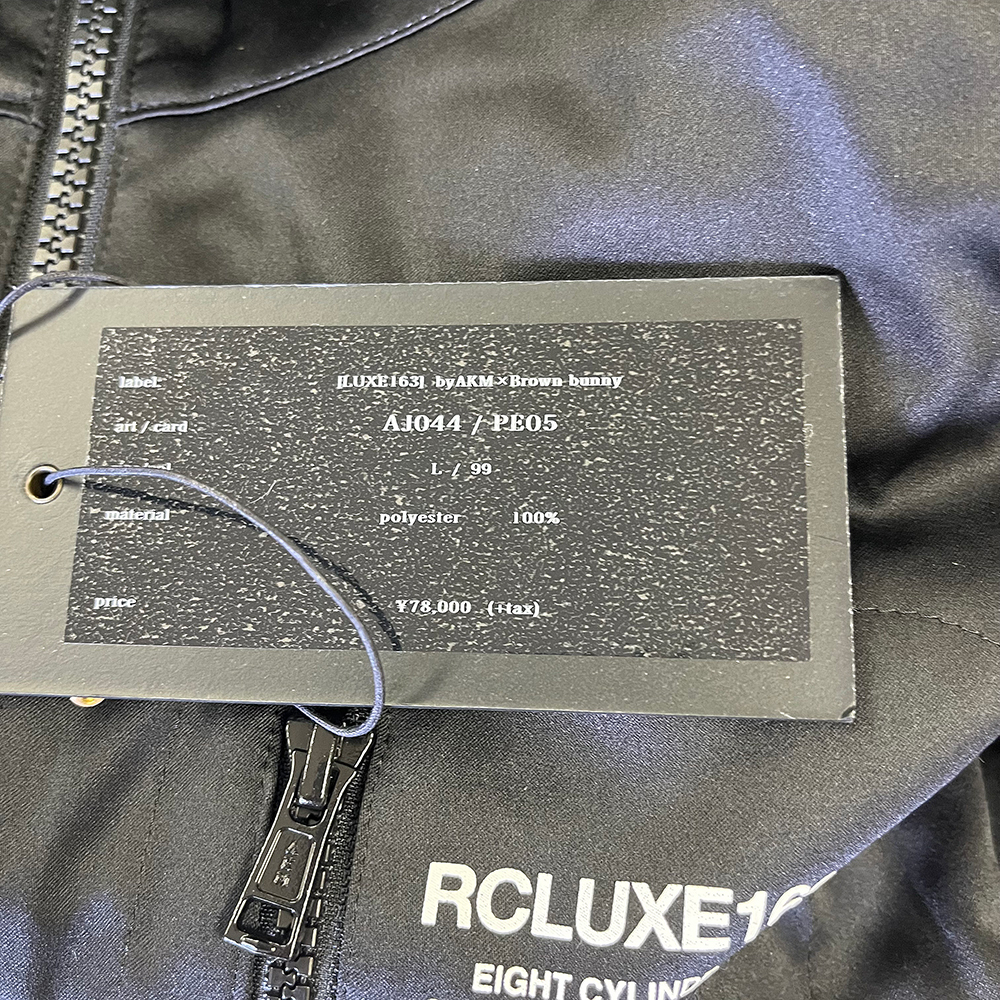 label: [LUXE163] byAKM×Brown bunny
art / card AJ044 / PE05
L / 99
material polyester 100%
price ¥78,000 (+tax)
RCLUXE16
EIGHT CYLIND